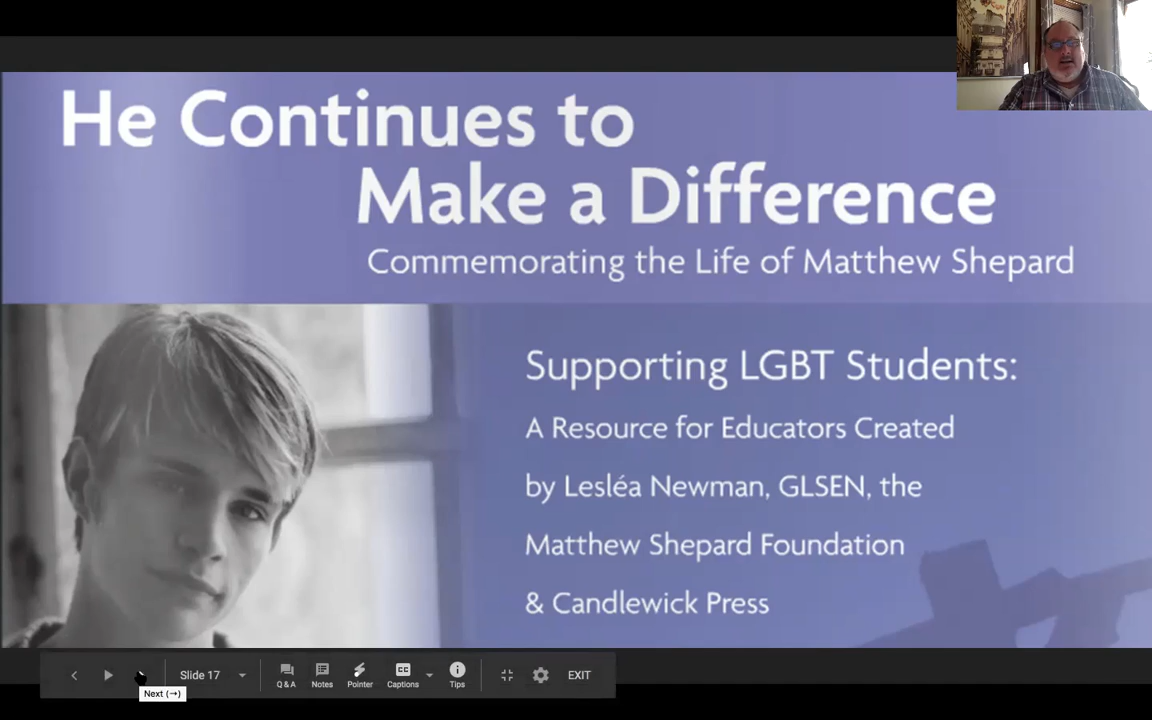 He Continues to
Make a Difference
Commemorating the Life of Matthew Shepard
Supporting LGBT Students:
A Resource for Educators Created
by Lesléa Newman, GLSEN, the
Matthew Shepard Foundation
& Candlewick Press
Slide 17
Q & A
Notes
Pointer
CC
Captions
Tips
EXIT
Next (→)